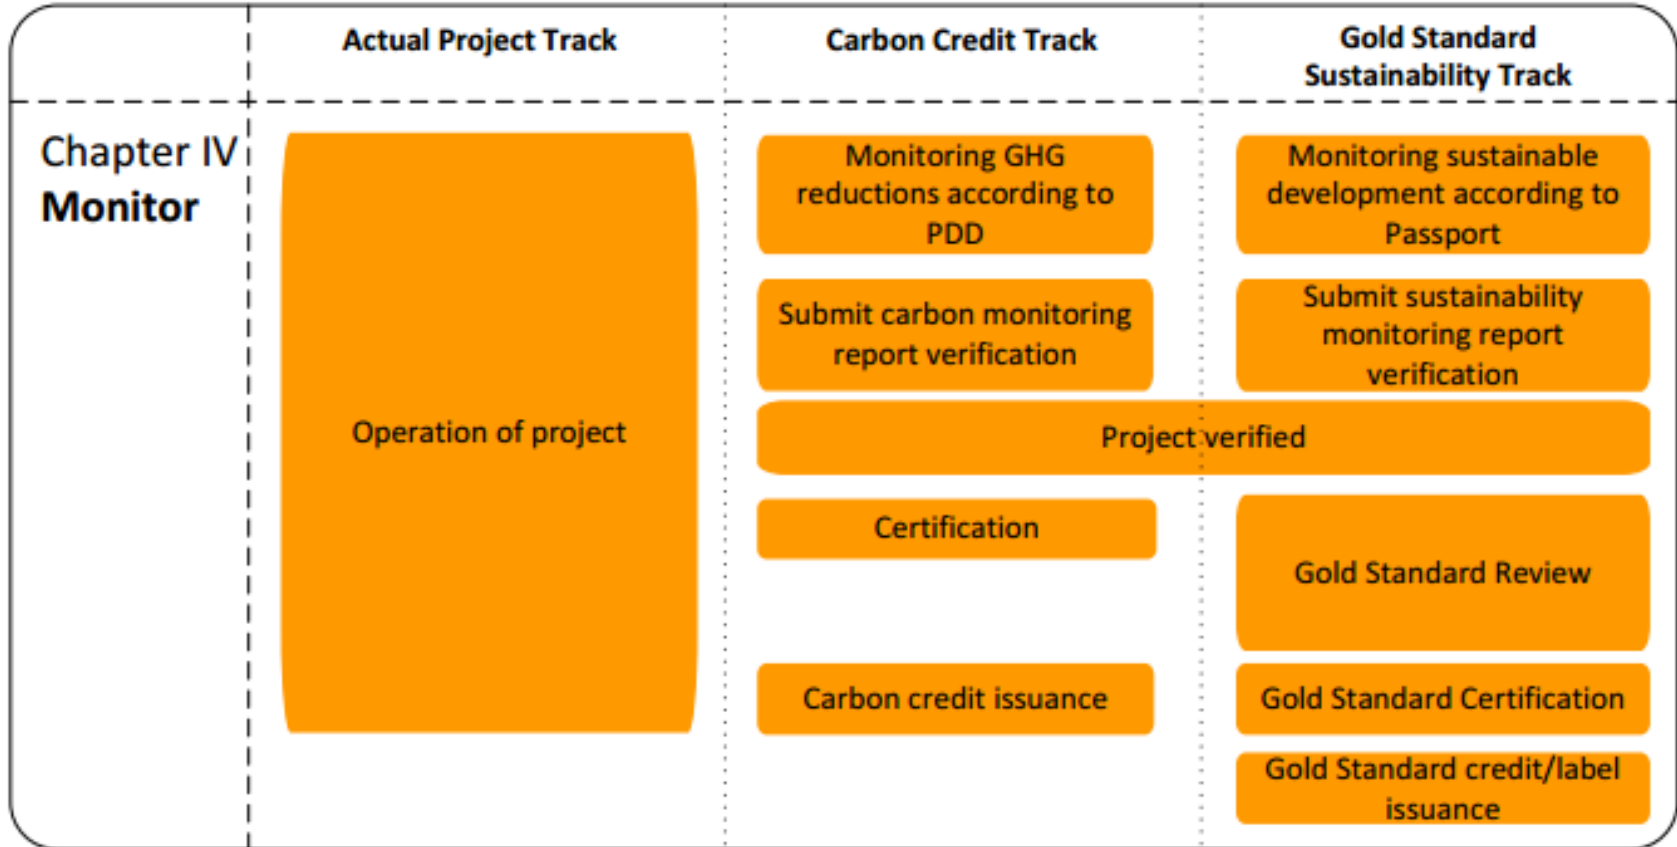 Actual Project Track
Carbon Credit Track
Gold Standard
Sustainability Track
Chapter IV
Monitor
Operation of project
Monitoring GHG
reductions according to
PDD
Monitoring sustainable
development according to
Passport
Submit carbon monitoring
report verification
Submit sustainability
monitoring report
verification
Project verified
Certification
Gold Standard Review
Carbon credit issuance
Gold Standard Certification
Gold Standard credit/label
issuance